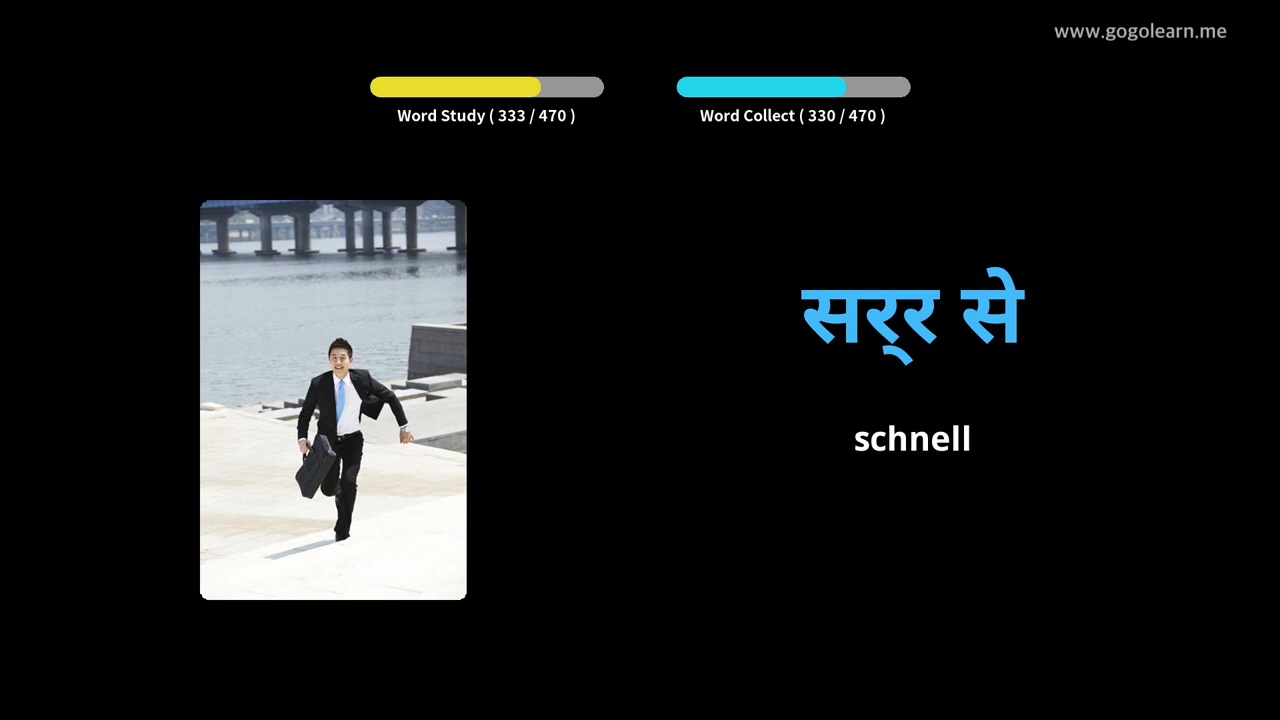 www.gogolearn.me
Word Study ( 333 / 470 )
Word Collect ( 330 / 470 )
सर्‌र से
schnell